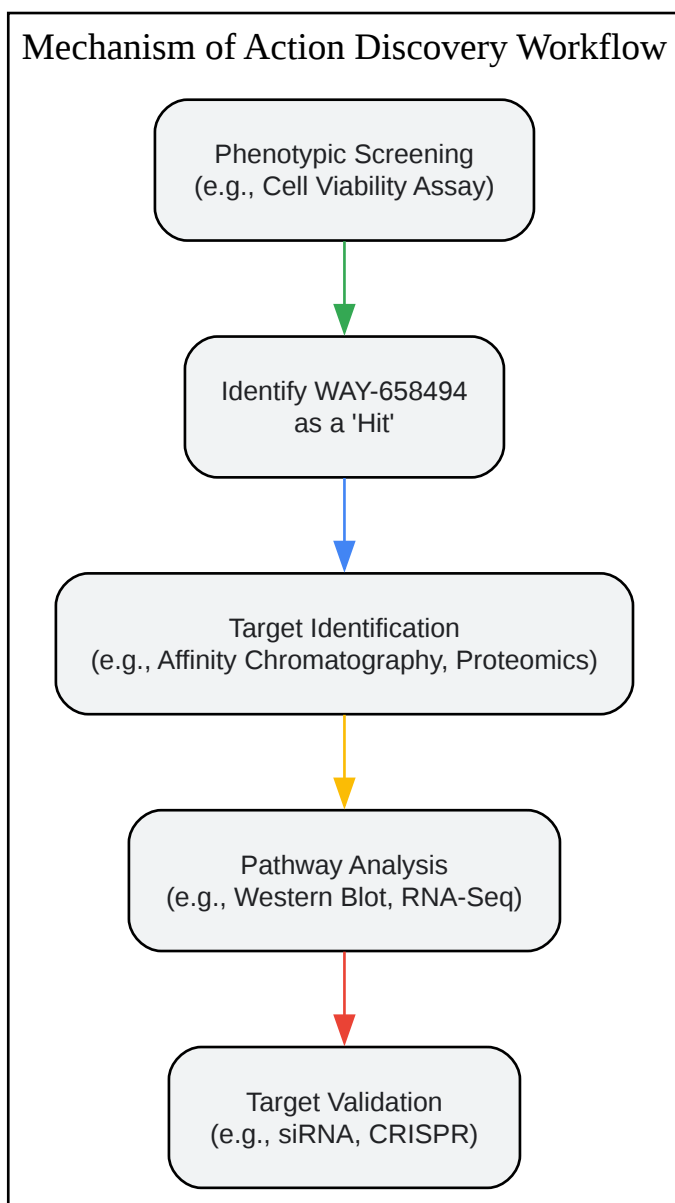 Mechanism of Action Discovery Workflow
Phenotypic Screening
(e.g., Cell Viability Assay)
Identify WAY-658494
as a 'Hit'
Target Identification
(e.g., Affinity Chromatography, Proteomics)
Pathway Analysis
(e.g., Western Blot, RNA-Seq)
Target Validation
(e.g., siRNA, CRISPR)